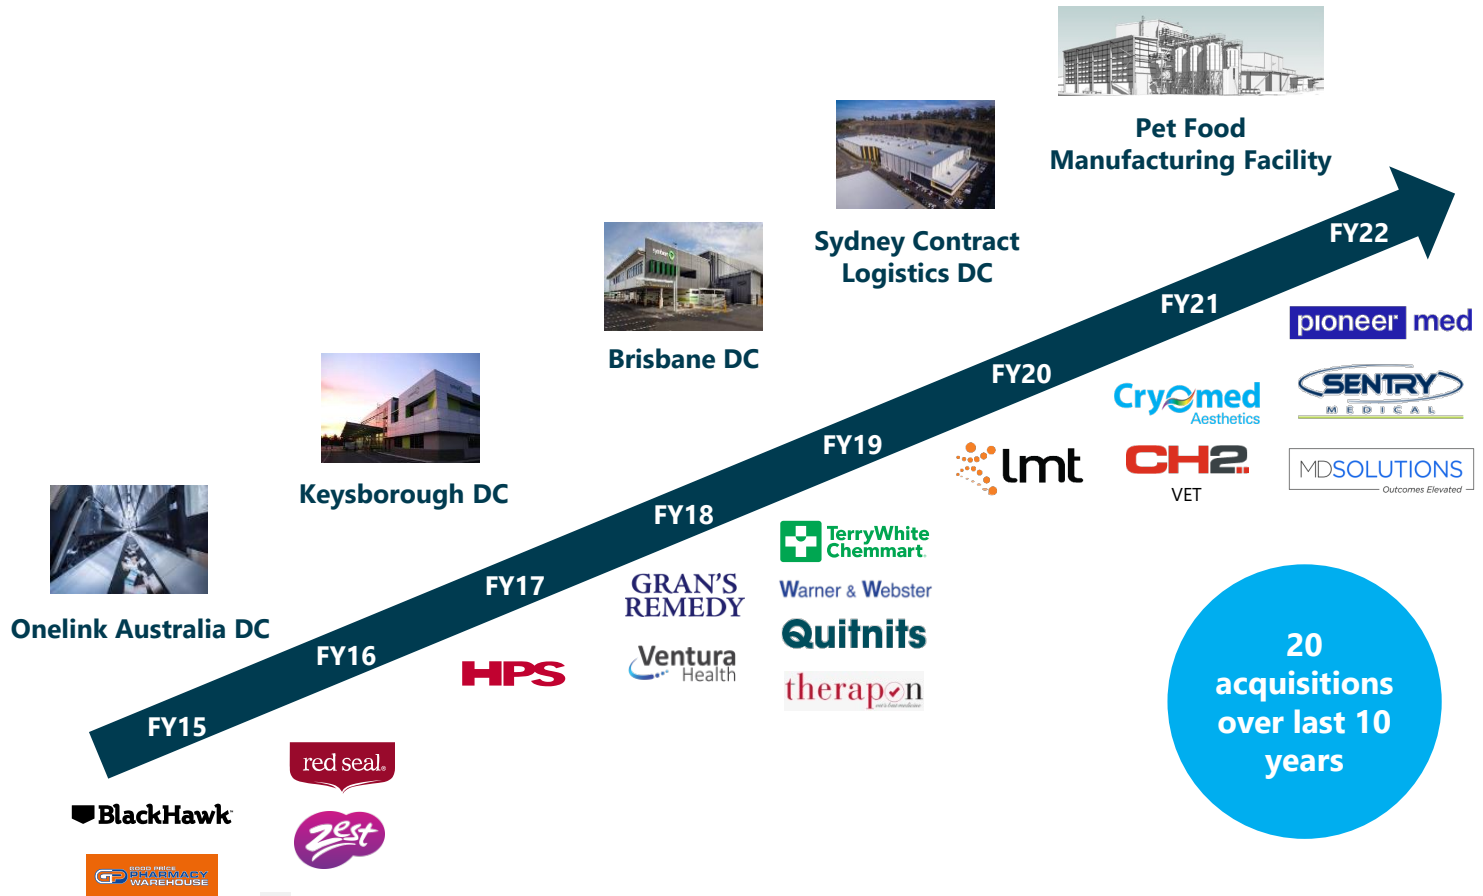 Pet Food
Manufacturing Facility
Sydney Contract
Logistics DC
FY22
Brisbane DC
FY21
pioneer med
Keysborough DC
FY20
Cryomed
Aesthetics
SENTRY
MEDICAL
FY19
lmt
CH2
VET
MDSOLUTIONS
Outcomes Elevated
Onelink Australia DC
FY18
TerryWhite
Chemmart
FY17
GRAN'S
REMEDY
Warner & Webster
Quitnits
FY16
HPS
Ventura
Health
therapon
20
acquisitions
over last 10
years
FY15
red seal
BlackHawk
Zest
GOOD PRICE
PHARMACY
WAREHOUSE